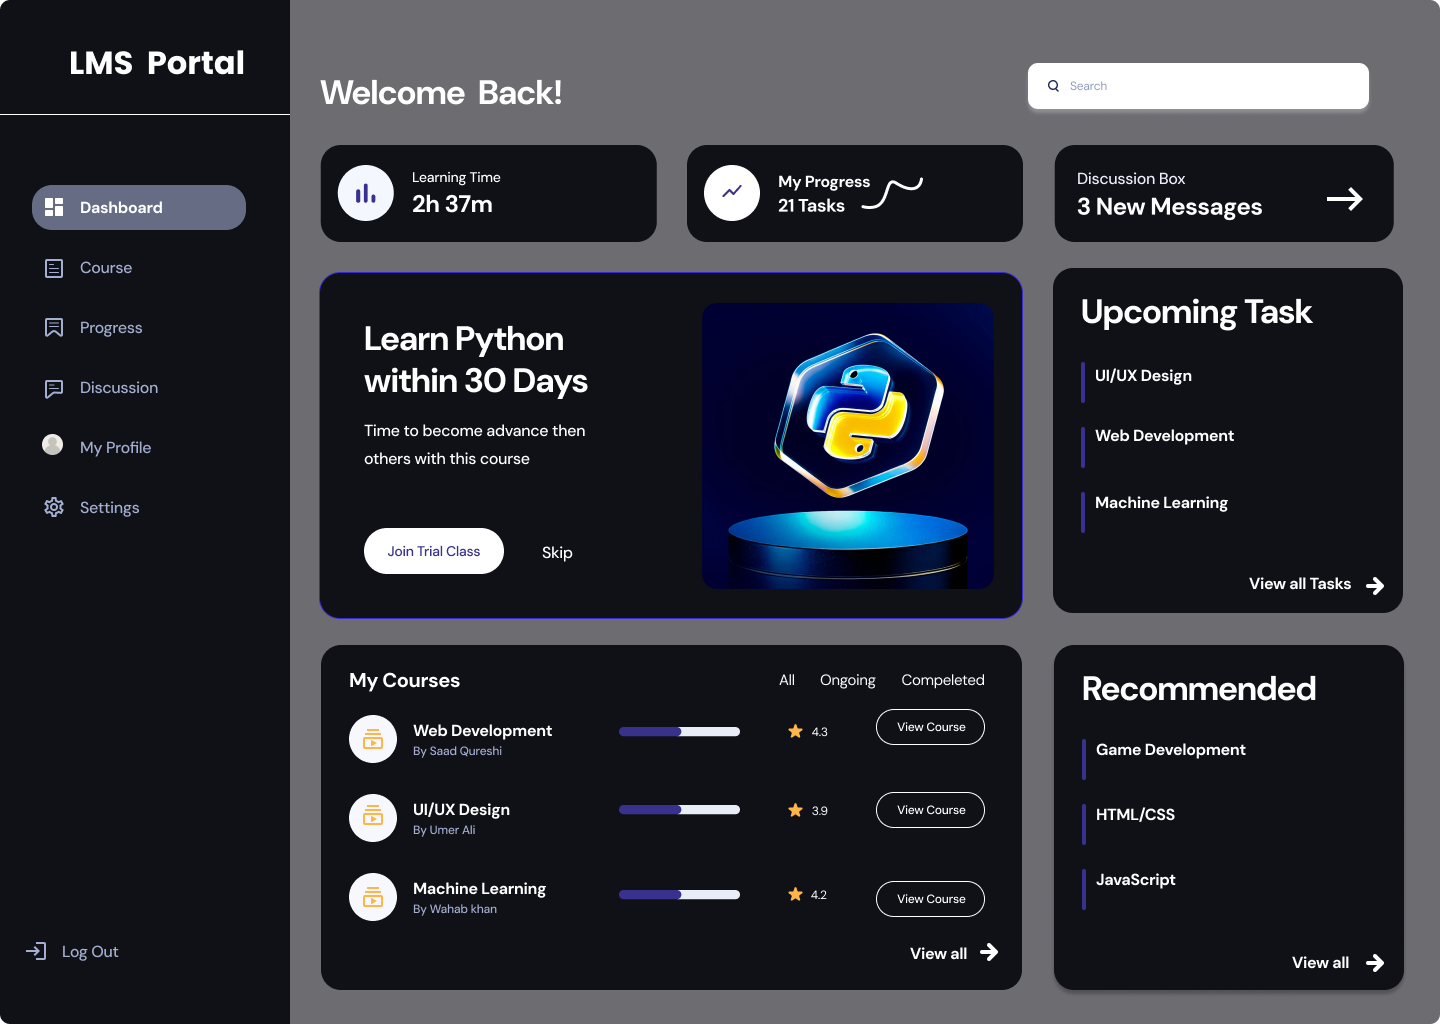 LMS Portal
Dashboard
Course
Progress
Discussion
My Profile
Settings
Log Out
Welcome Back!
Search
Learning Time
2h 37m
My Progress
21 Tasks
Discussion Box
3 New Messages
Learn Python
within 30 Days
Time to become advance then
others with this course
Join Trial Class
Skip
Upcoming Task
UI/UX Design
Web Development
Machine Learning
View all Tasks
My Courses
All
Ongoing
Compeleted
Web Development
By Saad Qureshi
4.3
View Course
UI/UX Design
By Umer Ali
3.9
View Course
Machine Learning
By Wahab khan
4.2
View Course
View all
Recommended
Game Development
HTML/CSS
JavaScript
View all